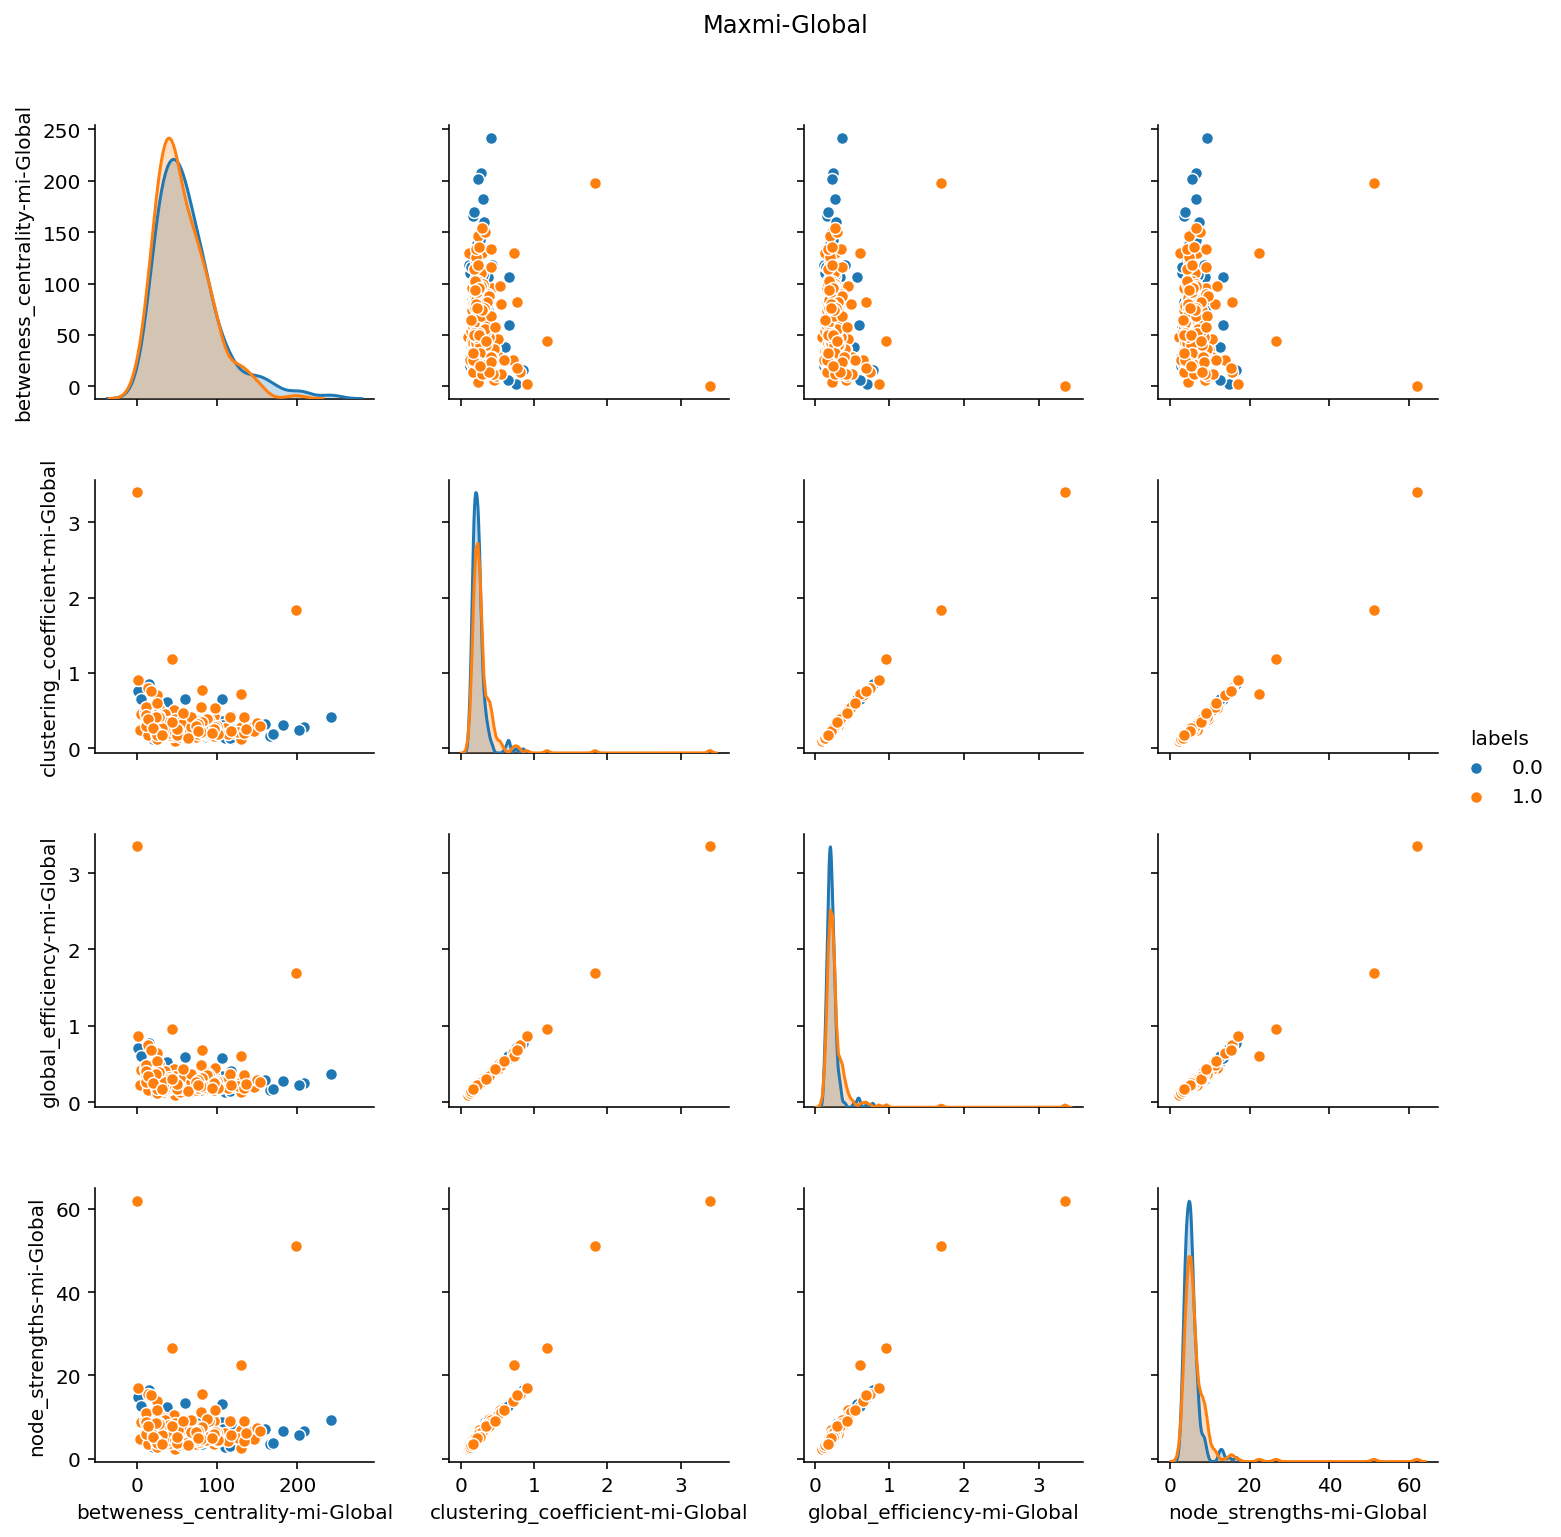 Maxmi-Global
betweness_centrality-mi-Global
250
200
150
100
50
0
clustering_coefficient-mi-Global
3
2
1
0
labels
0.0
1.0
global_efficiency-mi-Global
3
2
1
0
node_strengths-mi-Global
60
40
20
0
0 100 200
0 1 2 3
0 1 2 3
0 20 40 60
betweness_centrality-mi-Global
clustering_coefficient-mi-Global
global_efficiency-mi-Global
node_strengths-mi-Global